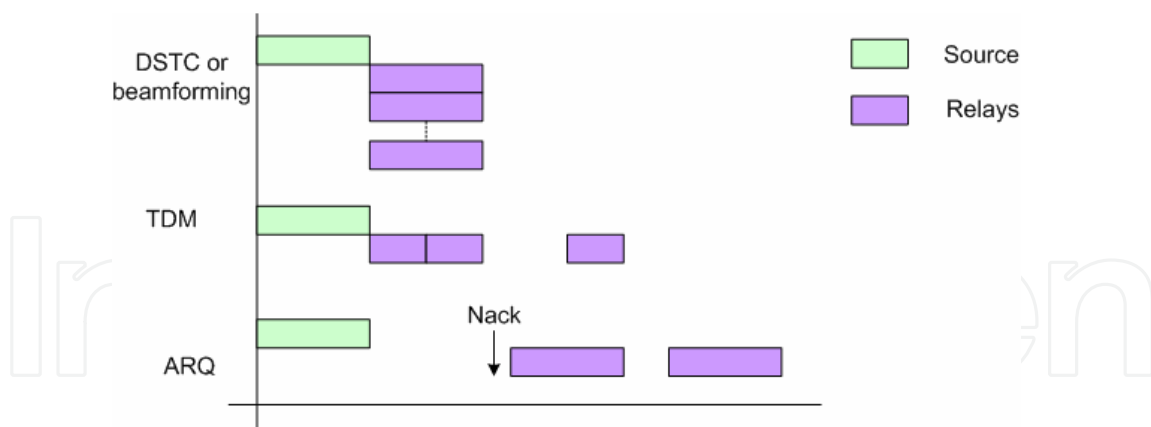 DSTC or
beamforming
Source
Relays
TDM
Nack
ARQ